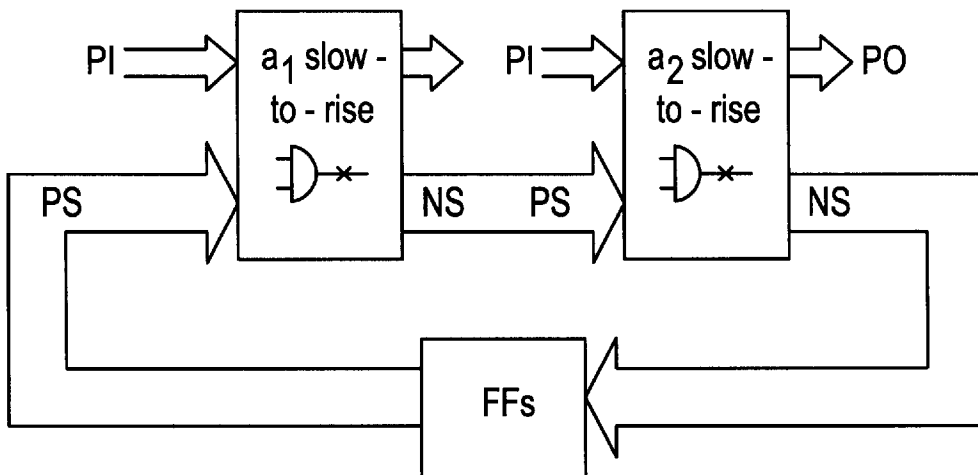 PI
a1 slow -
to - rise
PI
a2 slow -
to - rise
PO
PS
NS
PS
NS
FFs